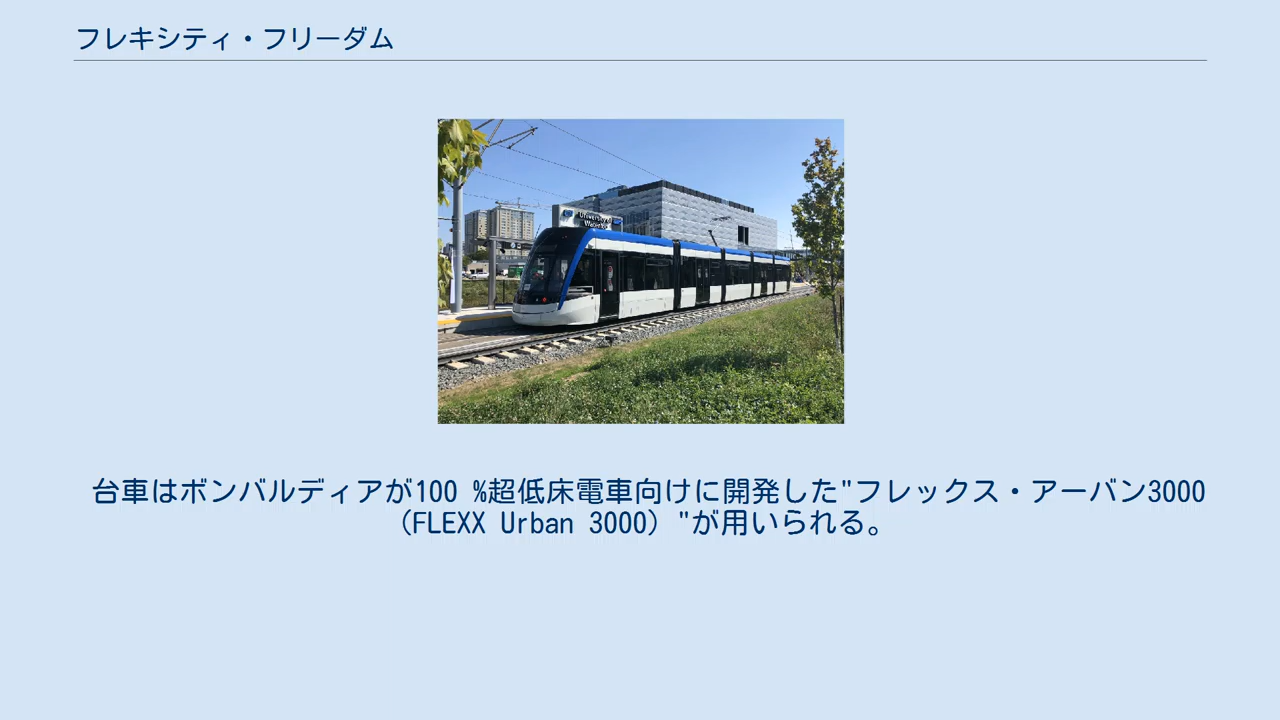 フレキシティ・フリーダム
University of
Waterloo
台車はボンバルディアが100 %超低床電車向けに開発した"フレックス・アーバン3000
（FLEXX Urban 3000）"が用いられる。